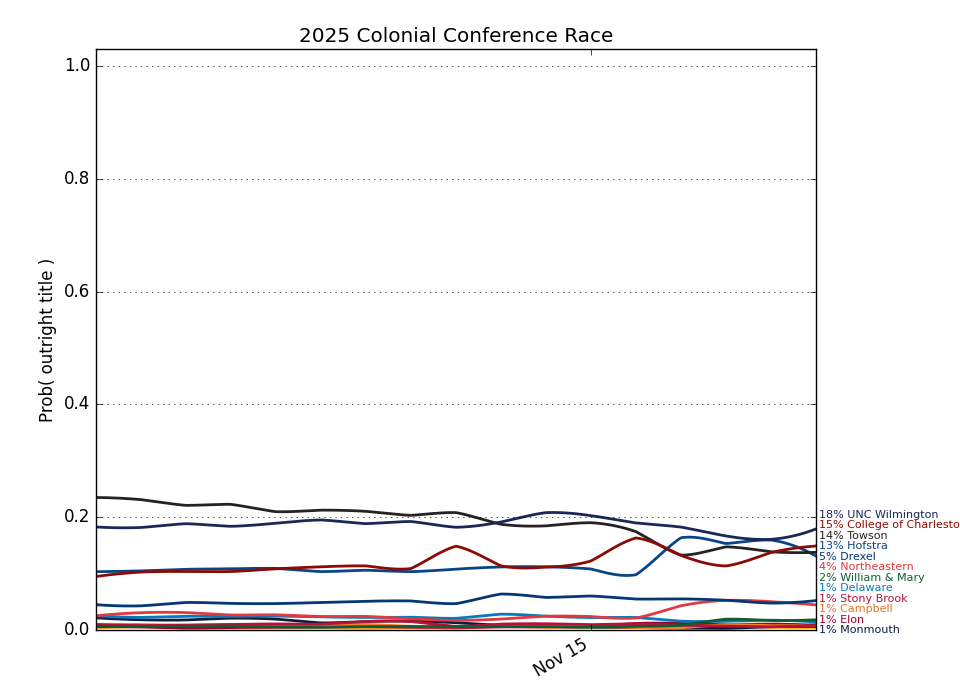 2025 Colonial Conference Race
Prob( outright title )
1.0
0.8
0.6
0.4
0.2
0.0
Nov 15
18% UNC Wilmington
15% College of Charlesto
14% Towson
13% Hofstra
5% Drexel
4% Northeastern
2% William & Mary
1% Delaware
1% Stony Brook
1% Campbell
1% Elon
1% Monmouth